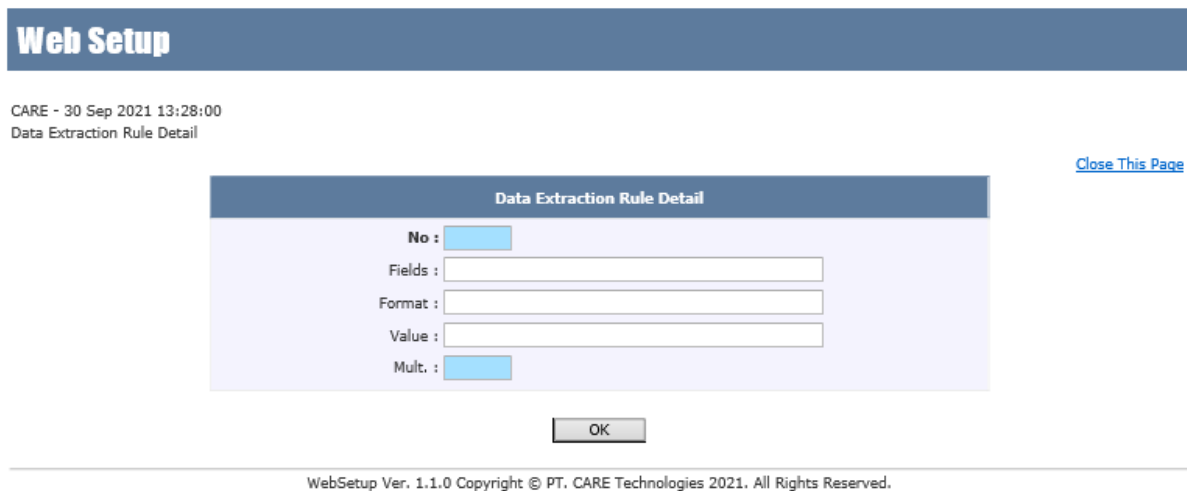 Web Setup
CARE - 30 Sep 2021 13:28:00
Data Extraction Rule Detail
Close This Page
Data Extraction Rule Detail
No :
Fields :
Format :
Value :
Mult. :
OK
WebSetup Ver. 1.1.0 Copyright © PT. CARE Technologies 2021. All Rights Reserved.